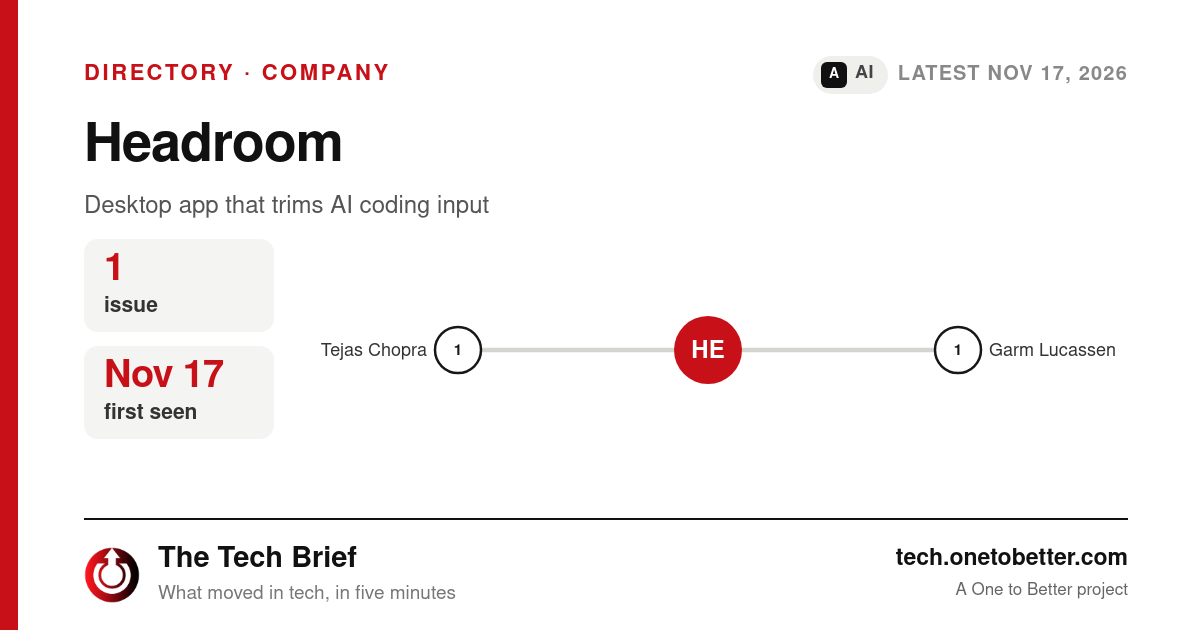 DIRECTORY · COMPANY
A AI LATEST NOV 17, 2026
Headroom
Desktop app that trims AI coding input
1
issue
Nov 17
first seen
Tejas Chopra 1 HE 1 Garm Lucassen
The Tech Brief
What moved in tech, in five minutes
tech.onetobetter.com
A One to Better project